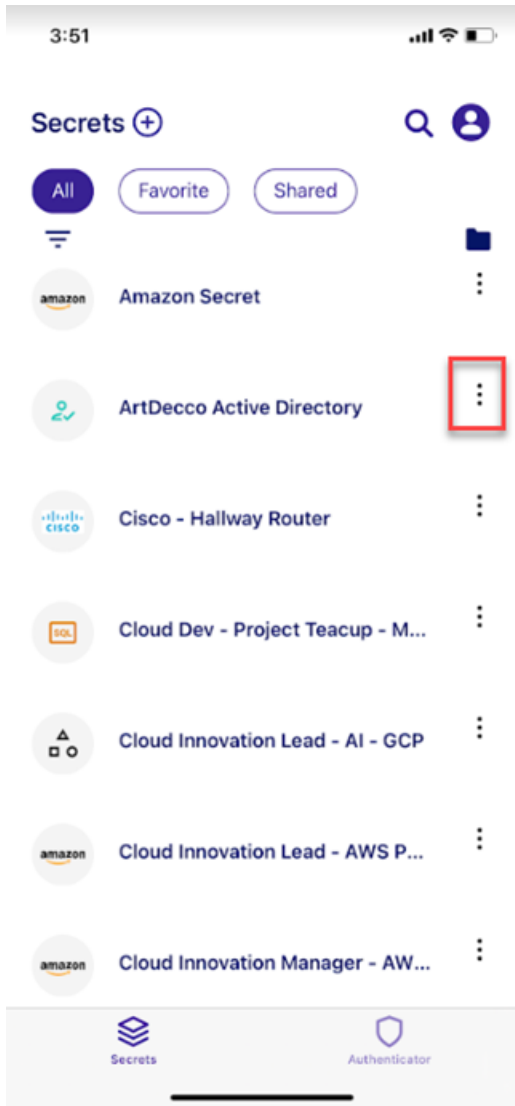 3:51
Secrets
All
Favorite
Shared
amazon
Amazon Secret
ArtDecco Active Directory
CISCO
Cisco - Hallway Router
SQL
Cloud Dev - Project Teacup - M...
Cloud Innovation Lead - AI - GCP
amazon
Cloud Innovation Lead - AWS P...
amazon
Cloud Innovation Manager - AW...
Secrets
Authenticator